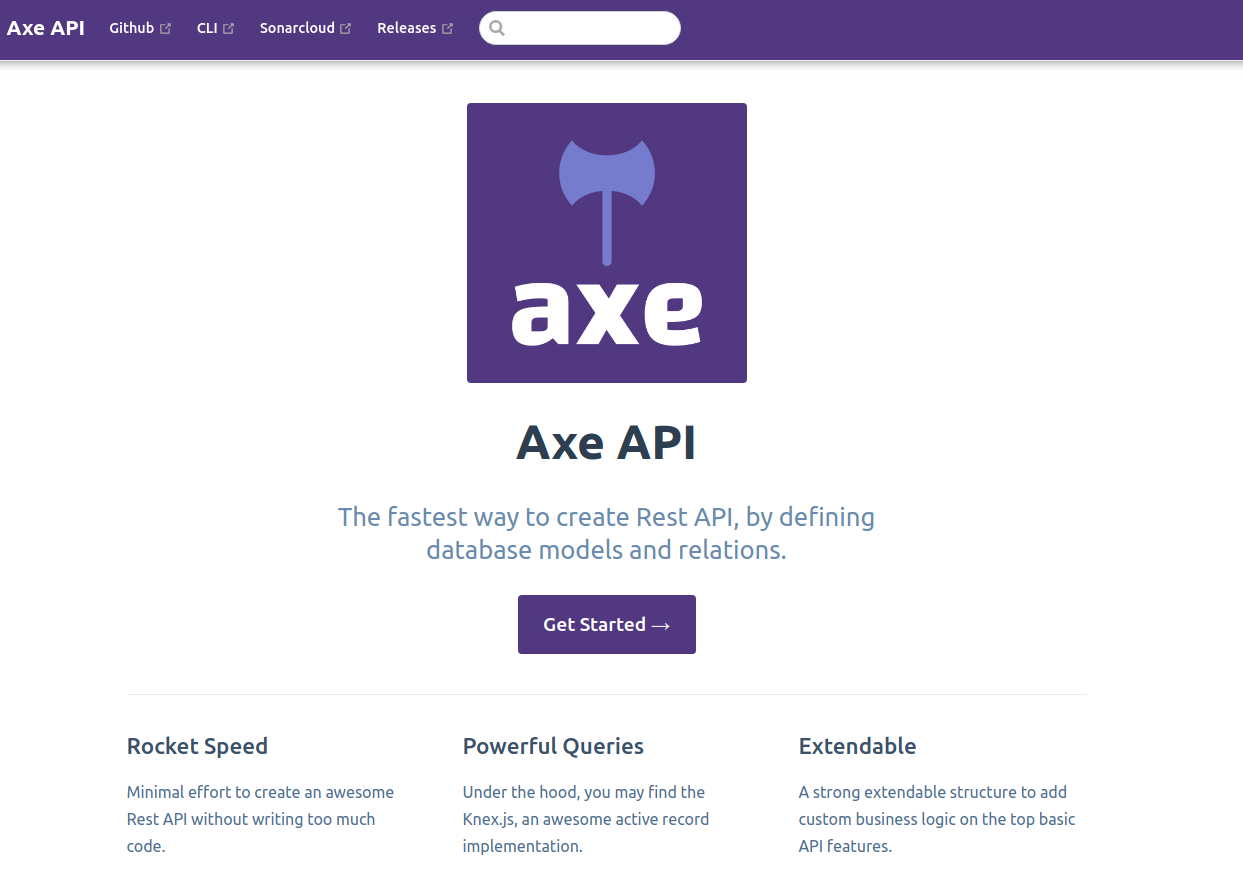 Axe API Github CLI Sonarcloud Releases
axe
Axe API
The fastest way to create Rest API, by defining
database models and relations.
Get Started →
Rocket Speed
Minimal effort to create an awesome
Rest API without writing too much
code.
Powerful Queries
Under the hood, you may find the
Knex.js, an awesome active record
implementation.
Extendable
A strong extendable structure to add
custom business logic on the top basic
API features.